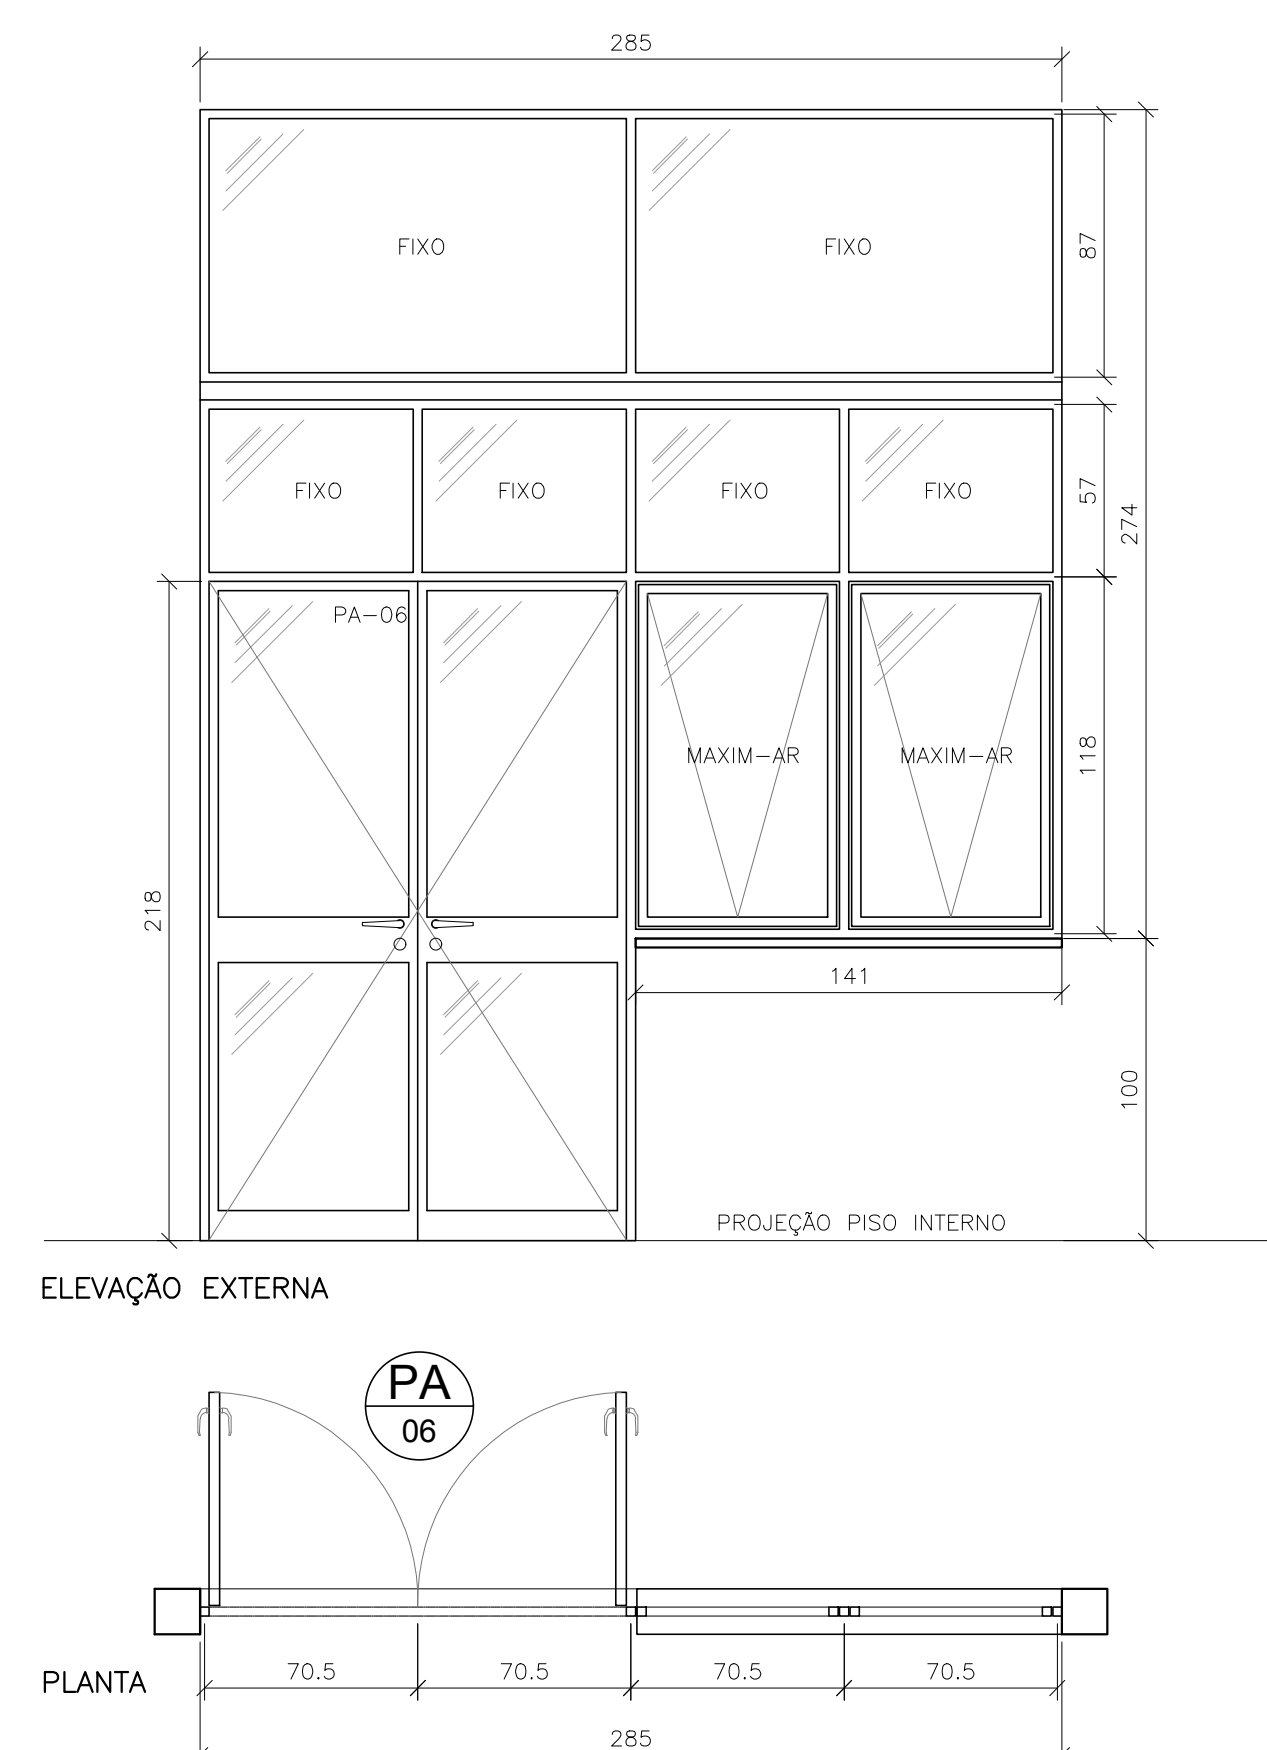 285
FIXO FIXO
87
FIXO FIXO FIXO FIXO
57
274
PA-06
MAXIM-AR MAXIM-AR
118
218
141
100
PROJEÇÃO PISO INTERNO
ELEVAÇÃO EXTERNA
PA
06
70.5 70.5 70.5 70.5
PLANTA
285